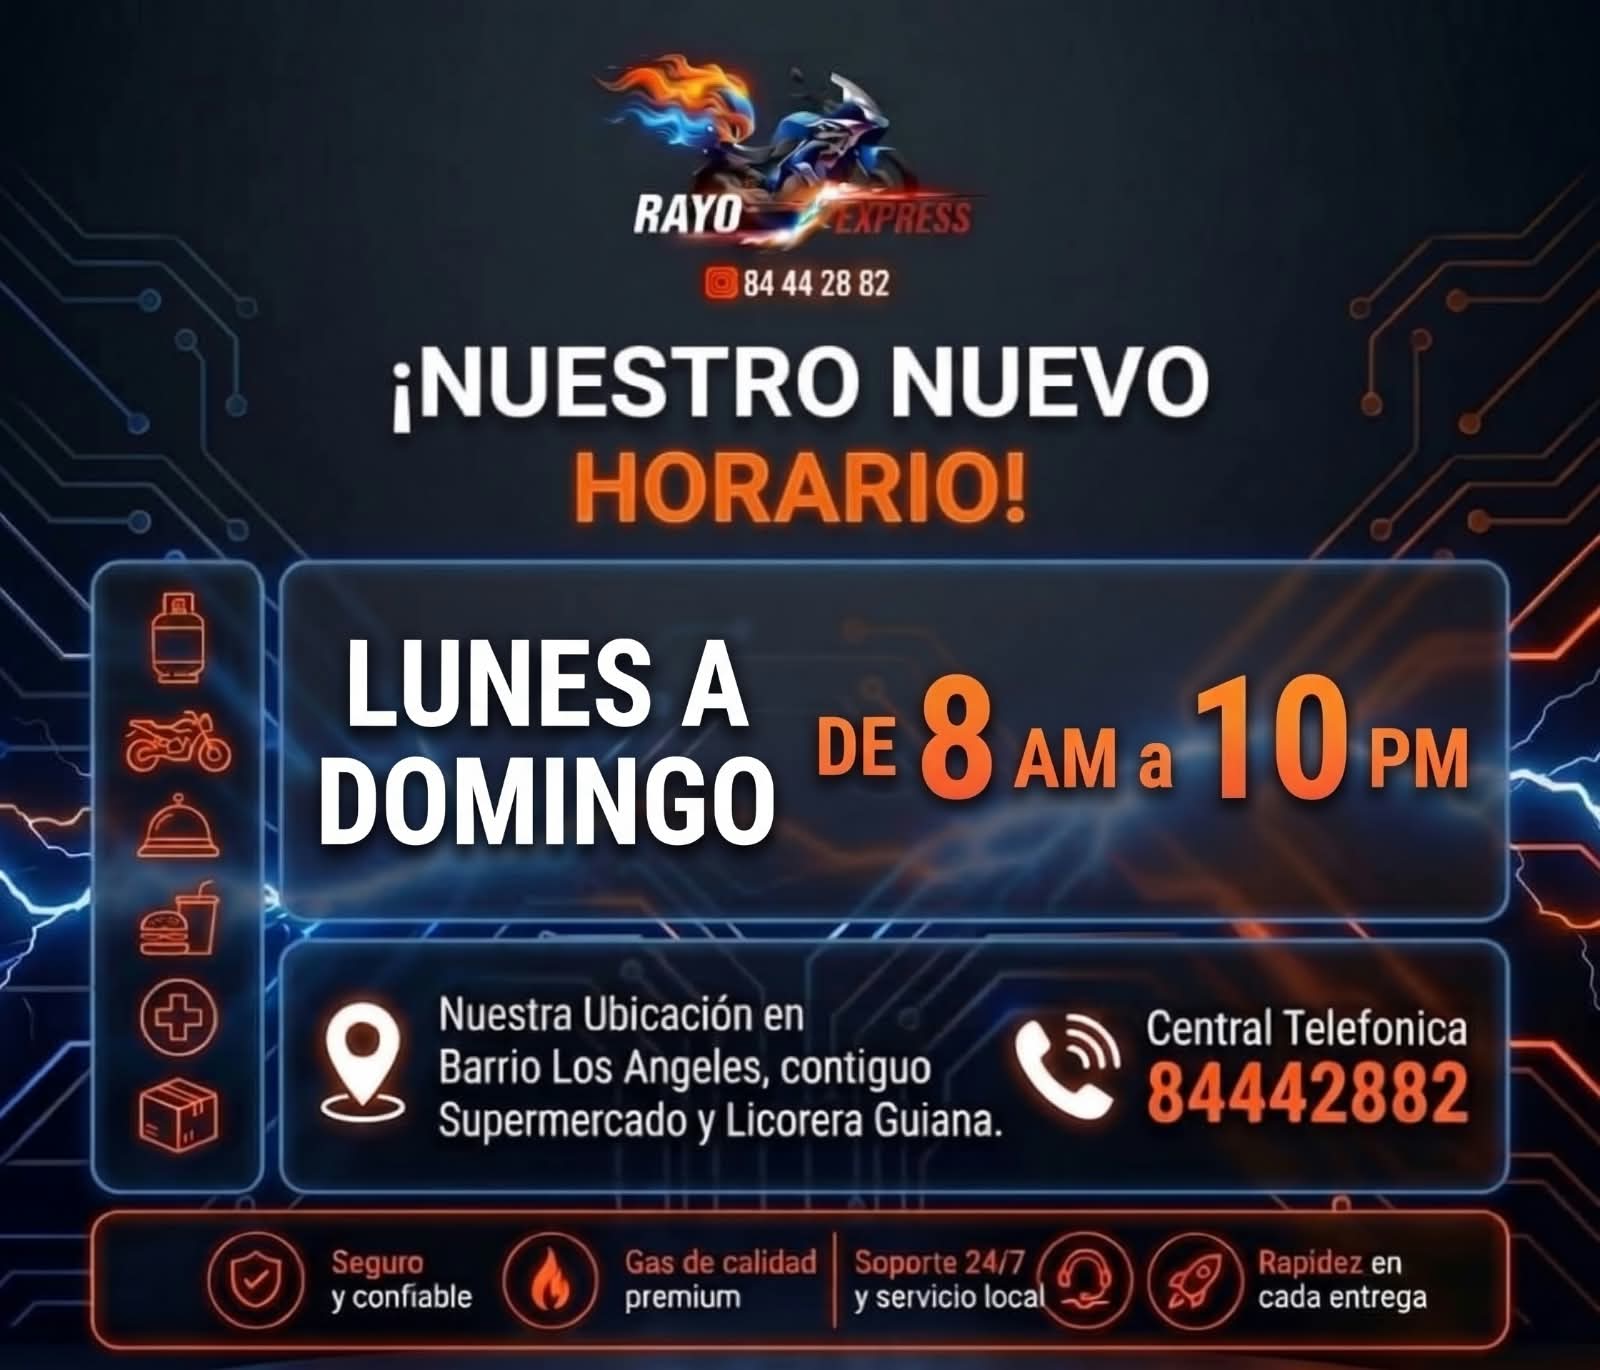 RAYO EXPRESS
84 44 28 82
¡NUESTRO NUEVO
HORARIO!
LUNES A
DOMINGO
DE 8 AM a 10 PM
Nuestra Ubicación en
Barrio Los Angeles, contiguo
Supermercado y Licorera Guiana.
Central Telefonica
84442882
Seguro
y confiable
Gas de calidad
premium
Soporte 24/7
y servicio local
Rapidez en
cada entrega